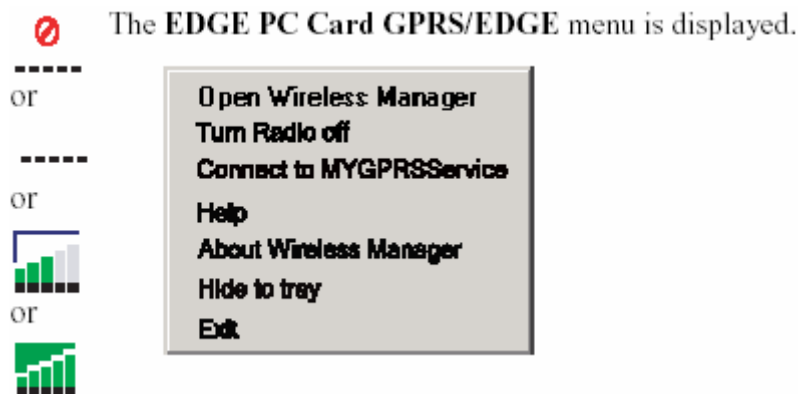 The EDGE PC Card GPRS/EDGE menu is displayed.
or
or
or
Open Wireless Manager
Turn Radio off
Connect to MYGPRSService
Help
About Wireless Manager
Hide to tray
Exit